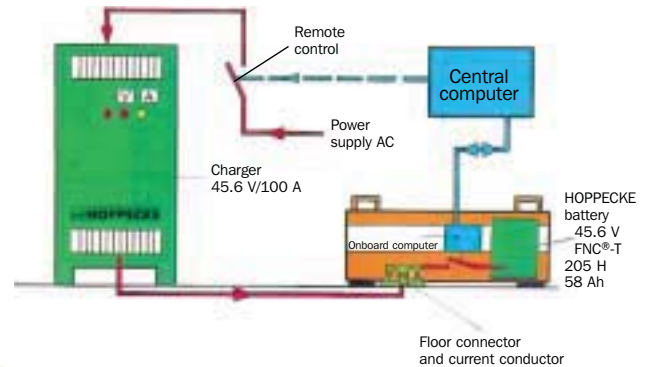 Remote
control
Central
computer
Power
supply AC
V A
Charger
45.6 V/100 A
HOPPECKE
Onboard computer
HOPPECKE
battery
45.6 V
FNC®-T
205 H
58 Ah
Floor connector
and current conductor